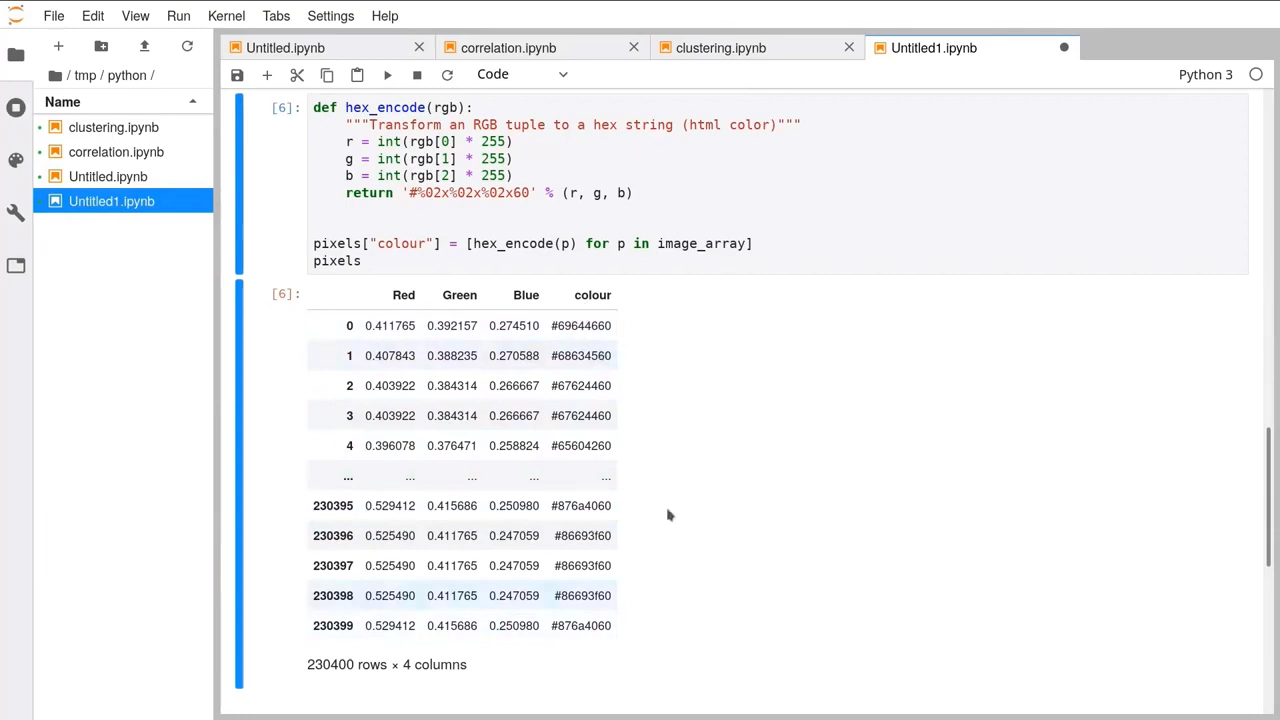 File Edit View Run Kernel Tabs Settings Help
Untitled.ipynb
correlation.ipynb
clustering.ipynb
Untitled1.ipynb
/ tmp / python /
Code
Python 3
Name
clustering.ipynb
correlation.ipynb
Untitled.ipynb
Untitled1.ipynb
[6]:
def hex_encode(rgb):
    """Transform an RGB tuple to a hex string (html color)"""
    r = int(rgb[0] * 255)
    g = int(rgb[1] * 255)
    b = int(rgb[2] * 255)
    return '#%02x%02x%02x60' % (r, g, b)
pixels["colour"] = [hex_encode(p) for p in image_array]
pixels
[6]:
Red Green Blue colour
0 0.411765 0.392157 0.274510 #69644660
1 0.407843 0.388235 0.270588 #68634560
2 0.403922 0.384314 0.266667 #67624460
3 0.403922 0.384314 0.266667 #67624460
4 0.396078 0.376471 0.258824 #65604260
... ... ... ... ...
230395 0.529412 0.415686 0.250980 #876a4060
230396 0.525490 0.411765 0.247059 #86693f60
230397 0.525490 0.411765 0.247059 #86693f60
230398 0.525490 0.411765 0.247059 #86693f60
230399 0.529412 0.415686 0.250980 #876a4060
230400 rows × 4 columns